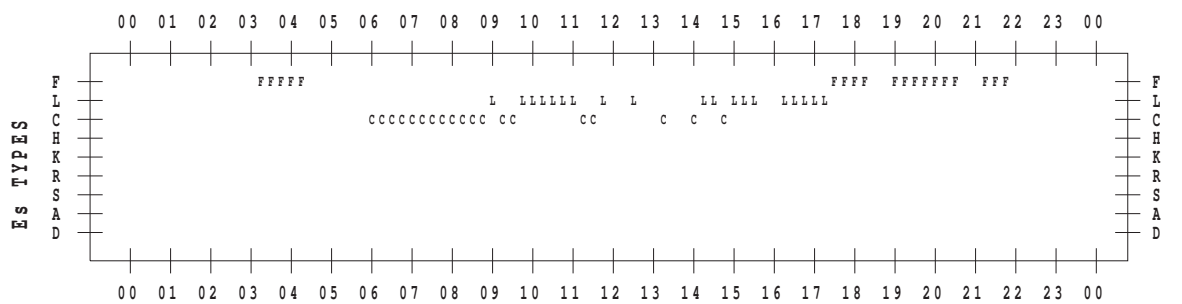 00 01 02 03 04 05 06 07 08 09 10 11 12 13 14 15 16 17 18 19 20 21 22 23 00
F FFFFF FFFF FFFFFFF FFF F
L L LLLLLL L L LL LLL LLLLL L
C CCCCCCCCCCCC CC CC C C C C
H H
K K
R R
S S
A A
D D
Es TYPES
00 01 02 03 04 05 06 07 08 09 10 11 12 13 14 15 16 17 18 19 20 21 22 23 00